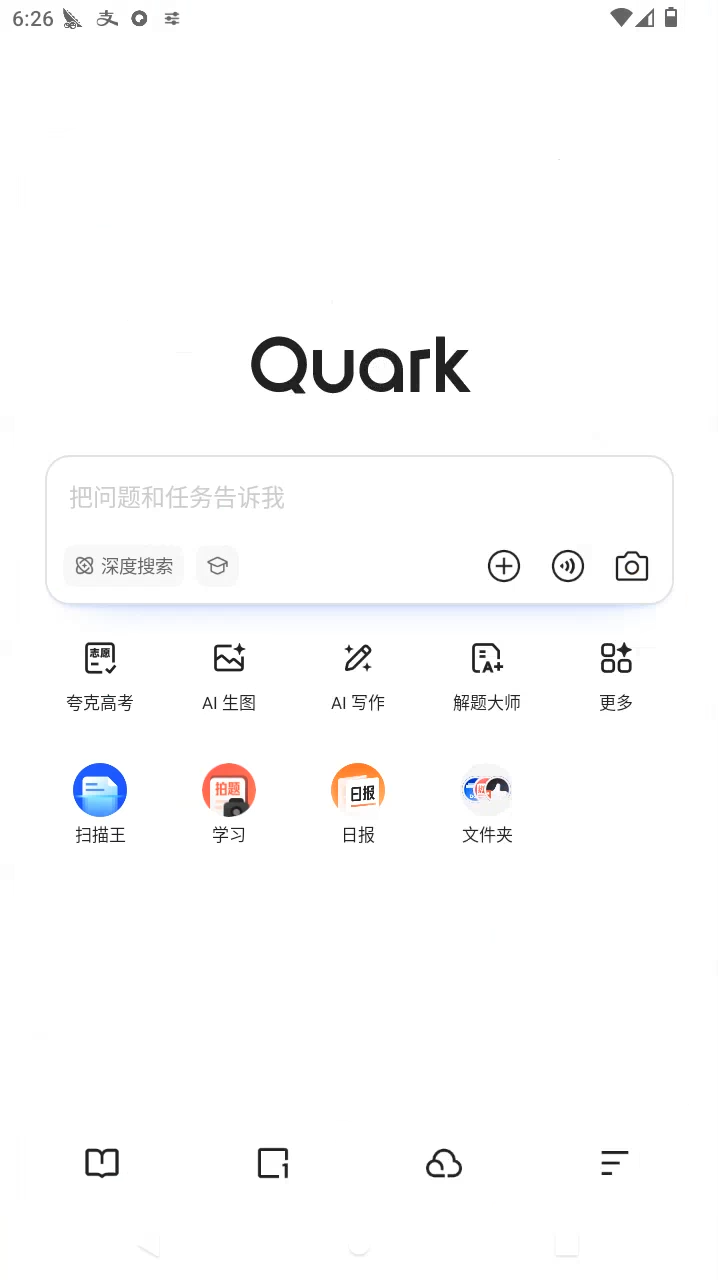 6:26
Quark
把问题和任务告诉我
深度搜索
志愿
夸克高考
AI 生图
AI 写作
解题大师
更多
拍题
日报
扫描王
学习
日报
文件夹
1